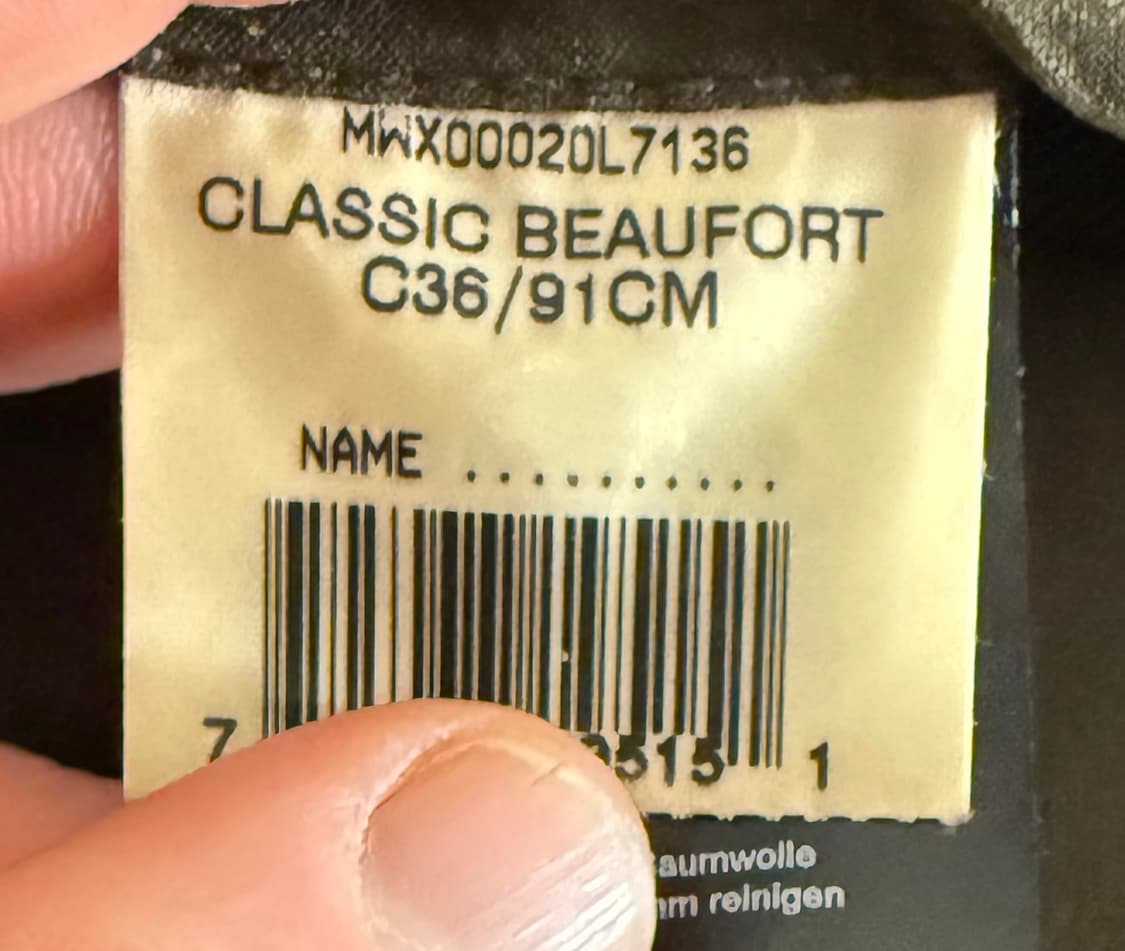 MWX00020L7136
CLASSIC BEAUFORT
C36/91CM
NAME ..........
7 515 1
reinigen